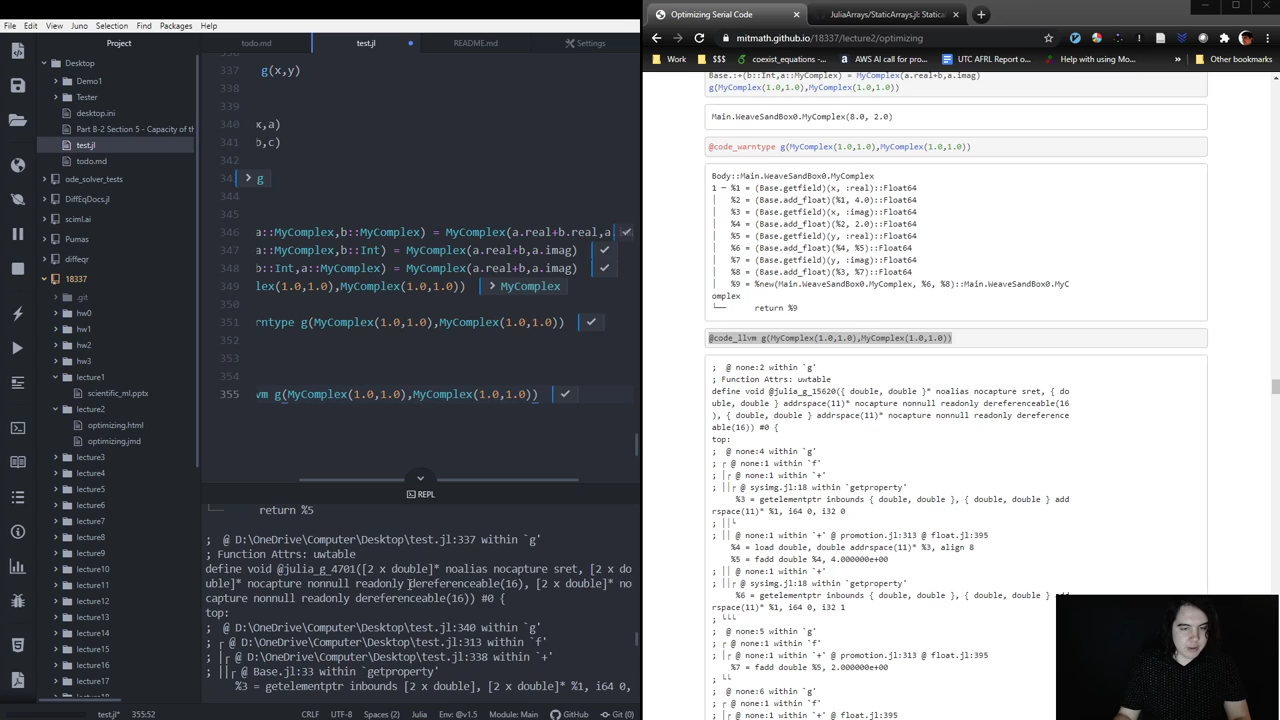 File Edit View Juno Selection Find Packages Help
Project
Desktop
Demo1
Tester
desktop.ini
Part B-2 Section 5 - Capacity of th
test.jl
todo.md
ode_solver_tests
DiffEqDocs.jl
sciml.ai
Pumas
diffeqr
18337
.git
hw0
hw1
hw2
hw3
lecture1
scientific_ml.pptx
lecture2
optimizing.html
optimizing.jmd
lecture3
lecture4
lecture5
lecture6
lecture7
lecture8
lecture9
lecture10
lecture11
lecture12
lecture13
lecture14
lecture15
lecture16
lecture17
todo.md test.jl README.md Settings
337 g(x,y)
338
339
340 x,a)
341 b,c)
342
34 > g
344
345
346 a::MyComplex,b::MyComplex) = MyComplex(a.real+b.real,a.
347 a::MyComplex,b::Int) = MyComplex(a.real+b,a.imag)
348 b::Int,a::MyComplex) = MyComplex(a.real+b,a.imag)
349 lex(1.0,1.0),MyComplex(1.0,1.0)) > MyComplex
350
351 rntype g(MyComplex(1.0,1.0),MyComplex(1.0,1.0))
352
353
354
355 vm g(MyComplex(1.0,1.0),MyComplex(1.0,1.0))
REPL
return %5
; @ D:\OneDrive\Computer\Desktop\test.jl:337 within `g'
; Function Attrs: uwtable
define void @julia_g_4701([2 x double]* noalias nocapture sret, [2 x do
uble]* nocapture nonnull readonly dereferenceable(16), [2 x double]* no
capture nonnull readonly dereferenceable(16)) #0 {
top:
; @ D:\OneDrive\Computer\Desktop\test.jl:340 within `g'
; ┌ @ D:\OneDrive\Computer\Desktop\test.jl:313 within `f'
; |┌ @ D:\OneDrive\Computer\Desktop\test.jl:338 within `+'
; ||┌ @ Base.jl:33 within `getproperty'
%3 = getelementptr inbounds [2 x double], [2 x double]* %1, i64 0,
test.jl* 355:52 CRLF UTF-8 Spaces (2) Julia Env: @v1.5 Module: Main GitHub Git (0)
Optimizing Serial Code JuliaArrays/StaticArrays.jl: Statica
mitmath.github.io/18337/lecture2/optimizing
Work $$$ coexist_equations - AWS AI call for prop UTC AFRL Report o Help with using Mo Other bookmarks
Base.:+(b::Int,a::MyComplex) = MyComplex(a.real+b,a.imag)
g(MyComplex(1.0,1.0),MyComplex(1.0,1.0))
Main.WeaveSandBox0.MyComplex(8.0, 2.0)
@code_warntype g(MyComplex(1.0,1.0),MyComplex(1.0,1.0))
Body::Main.WeaveSandBox0.MyComplex
1 ─ %1 = (Base.getfield)(x, :real)::Float64
│ %2 = (Base.add_float)(%1, 4.0)::Float64
│ %3 = (Base.getfield)(x, :imag)::Float64
│ %4 = (Base.add_float)(%2, 2.0)::Float64
│ %5 = (Base.getfield)(y, :real)::Float64
│ %6 = (Base.add_float)(%4, %5)::Float64
│ %7 = (Base.getfield)(y, :imag)::Float64
│ %8 = (Base.add_float)(%3, %7)::Float64
│ %9 = %new(Main.WeaveSandBox0.MyComplex, %6, %8)::Main.WeaveSandBox0.MyC
omplex
└── return %9
@code_llvm g(MyComplex(1.0,1.0),MyComplex(1.0,1.0))
; @ none:2 within `g'
; Function Attrs: uwtable
define void @julia_g_15620({ double, double }* noalias nocapture sret, { do
uble, double } addrspace(11)* nocapture nonnull readonly dereferenceable(16
), { double, double } addrspace(11)* nocapture nonnull readonly dereference
able(16)) #0 {
top:
; @ none:4 within `g'
; ┌ @ none:1 within `f'
; |┌ @ none:1 within `+'
; ||┌ @ sysimg.jl:18 within `getproperty'
%3 = getelementptr inbounds { double, double }, { double, double } add
rspace(11)* %1, i64 0, i32 0
; ||└
; || @ none:1 within `+' @ promotion.jl:313 @ float.jl:395
%4 = load double, double addrspace(11)* %3, align 8
%5 = fadd double %4, 4.000000e+00
; || @ none:1 within `+'
; ||┌ @ sysimg.jl:18 within `getproperty'
%6 = getelementptr inbounds { double, double }, { double, double } add
rspace(11)* %1, i64 0, i32 1
; └└└
; @ none:5 within `g'
; ┌ @ none:1 within `f'
; |┌ @ none:1 within `+' @ promotion.jl:313 @ float.jl:395
%7 = fadd double %5, 2.000000e+00
; └└
; @ none:6 within `g'
; ┌ @ none:1 within `f'
; |┌ @ none:1 within `+' @ float.jl:395